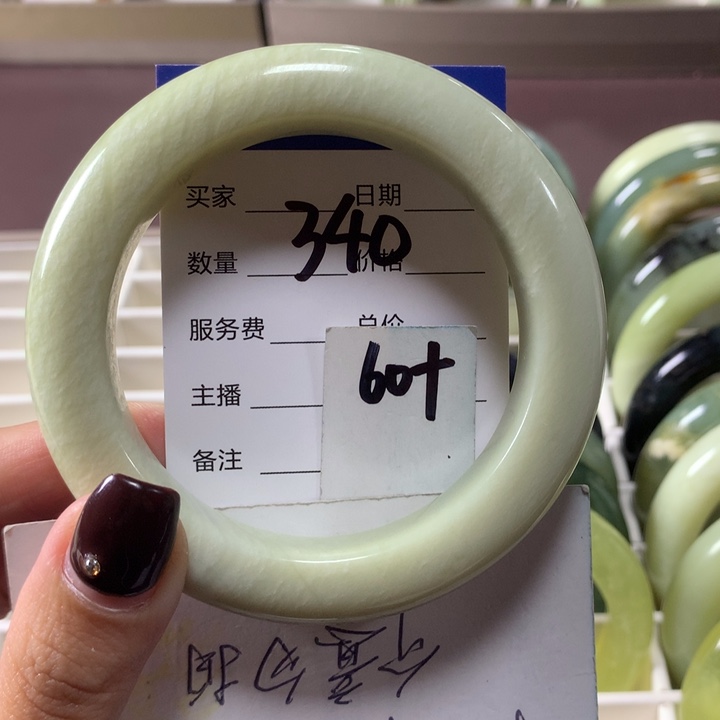 买家 日期
340
数量 价格
服务费 总价
60+
主播
备注